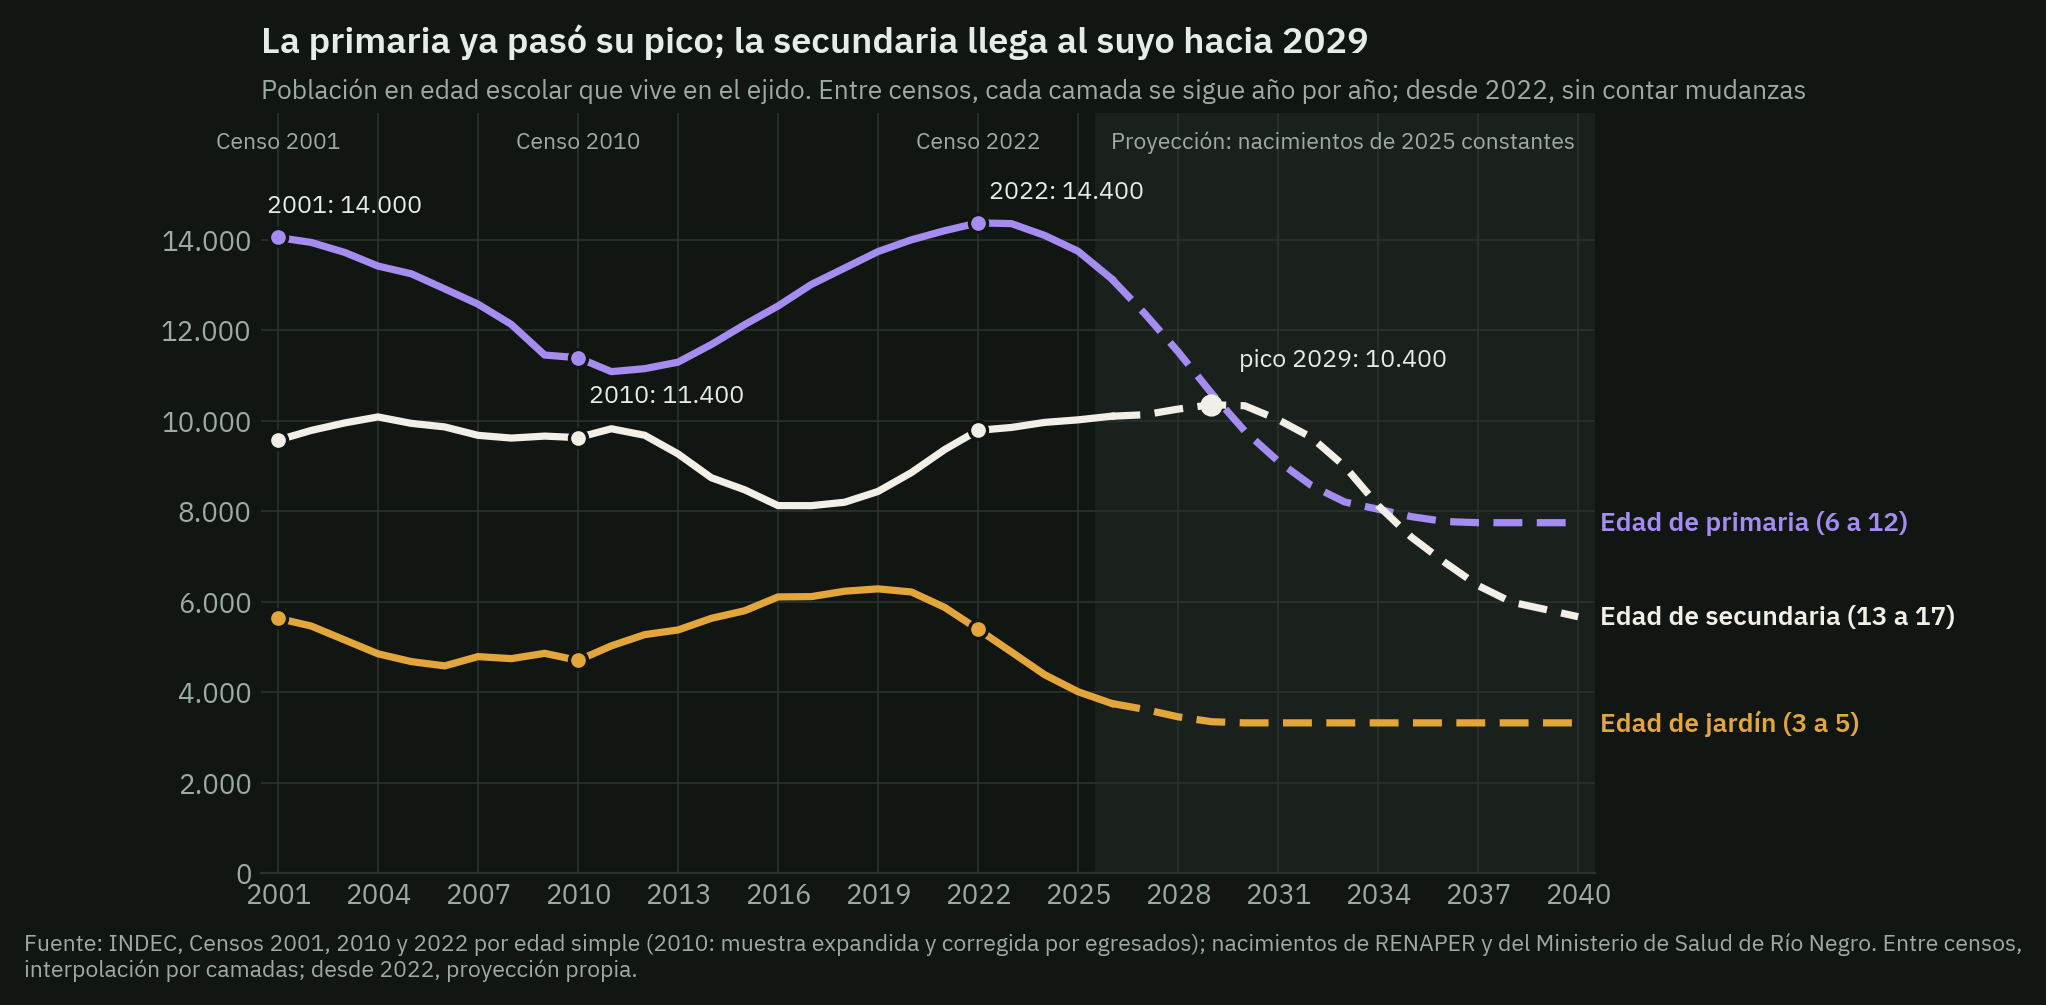 La primaria ya pasó su pico; la secundaria llega al suyo hacia 2029
Población en edad escolar que vive en el ejido. Entre censos, cada camada se sigue año por año; desde 2022, sin contar mudanzas
Censo 2001
Censo 2010
Censo 2022
Proyección: nacimientos de 2025 constantes
2001: 14.000
2022: 14.400
14.000
12.000
pico 2029: 10.400
2010: 11.400
10.000
8.000
Edad de primaria (6 a 12)
6.000
Edad de secundaria (13 a 17)
4.000
Edad de jardín (3 a 5)
2.000
0
2001 2004 2007 2010 2013 2016 2019 2022 2025 2028 2031 2034 2037 2040
Fuente: INDEC, Censos 2001, 2010 y 2022 por edad simple (2010: muestra expandida y corregida por egresados); nacimientos de RENAPER y del Ministerio de Salud de Río Negro. Entre censos,
interpolación por camadas; desde 2022, proyección propia.